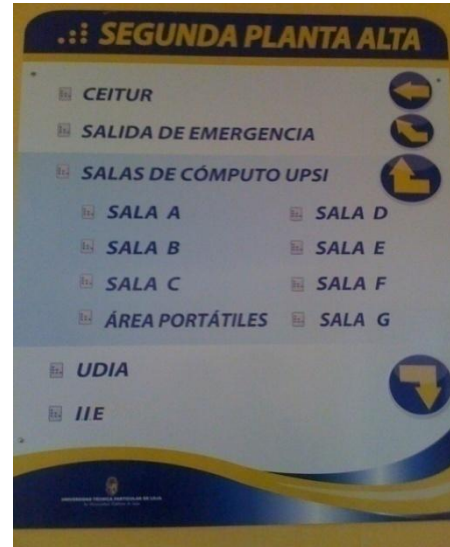 .:: SEGUNDA PLANTA ALTA
CEITUR
SALIDA DE EMERGENCIA
SALAS DE CÓMPUTO UPSI
SALA A
SALA D
SALA B
SALA E
SALA C
SALA F
ÁREA PORTÁTILES
SALA G
UDIA
IIE
UNIVERSIDAD TÉCNICA PARTICULAR DE LOJA